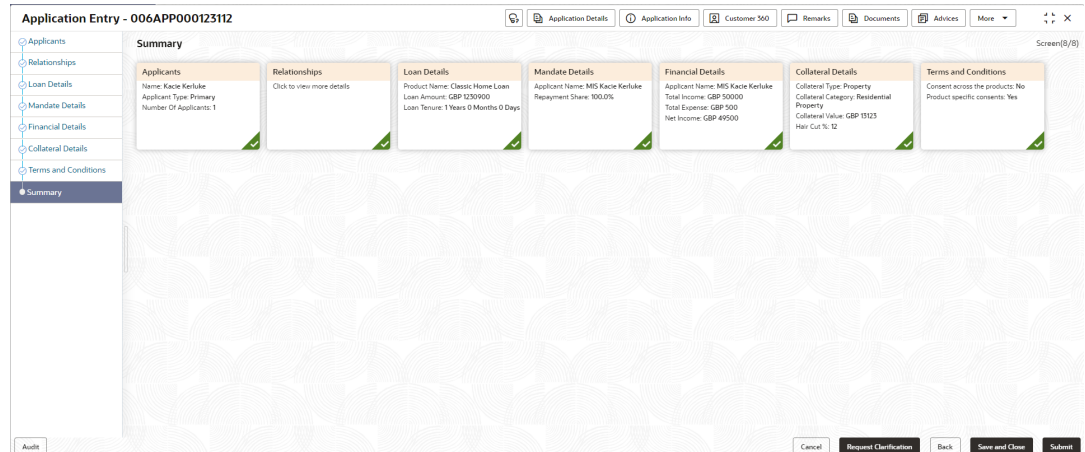 Application Entry - 006APP000123112
Application Details
Application Info
Customer 360
Remarks
Documents
Advices
More
Applicants
Relationships
Loan Details
Mandate Details
Financial Details
Collateral Details
Terms and Conditions
Summary
Summary
Screen(8/8)
Applicants
Name: Kacie Kerluke
Applicant Type: Primary
Number Of Applicants: 1
Relationships
Click to view more details
Loan Details
Product Name: Classic Home Loan
Loan Amount: GBP 1230900
Loan Tenure: 1 Years 0 Months 0 Days
Mandate Details
Applicant Name: MIS Kacie Kerluke
Repayment Share: 100.0%
Financial Details
Applicant Name: MIS Kacie Kerluke
Total Income: GBP 50000
Total Expense: GBP 500
Net Income: GBP 49500
Collateral Details
Collateral Type: Property
Collateral Category: Residential
Property
Collateral Value: GBP 13123
Hair Cut %: 12
Terms and Conditions
Consent across the products: No
Product specific consents: Yes
Audit
Cancel
Request Clarification
Back
Save and Close
Submit